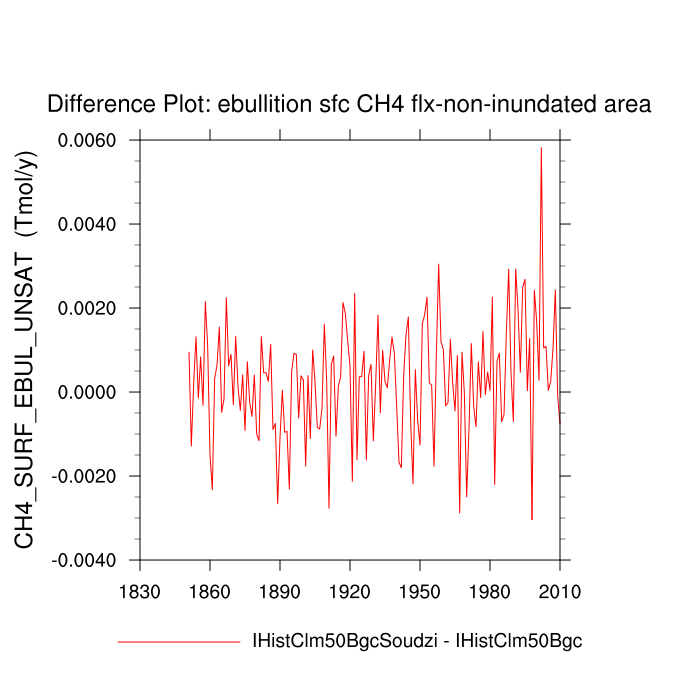 Difference Plot: ebullition sfc CH4 flx-non-inundated area
CH4_SURF_EBUL_UNSAT (Tmol/y)
0.0060
0.0040
0.0020
0.0000
-0.0020
-0.0040
1830 1860 1890 1920 1950 1980 2010
IHistClm50BgcSoudzi - IHistClm50Bgc